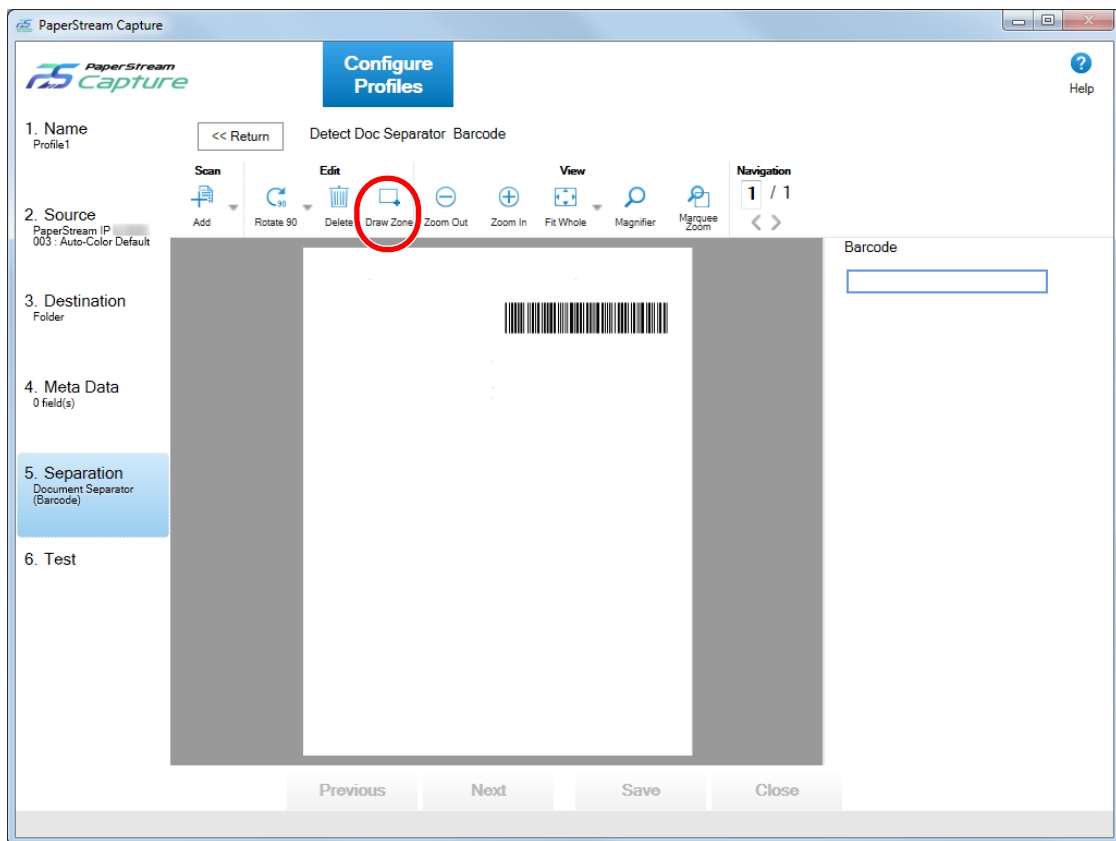 PaperStream Capture
PaperStream
Capture
Configure
Profiles
?
Help
1. Name
Profile1
<< Return
Detect Doc Separator Barcode
Scan
Edit
View
Navigation
90
1 / 1
Add
Rotate 90
Delete
Draw Zone
Zoom Out
Zoom In
Fit Whole
Magnifier
Marquee
Zoom
2. Source
PaperStream IP
003 : Auto-Color Default
Barcode
3. Destination
Folder
4. Meta Data
0 field(s)
5. Separation
Document Separator
(Barcode)
6. Test
Previous
Next
Save
Close